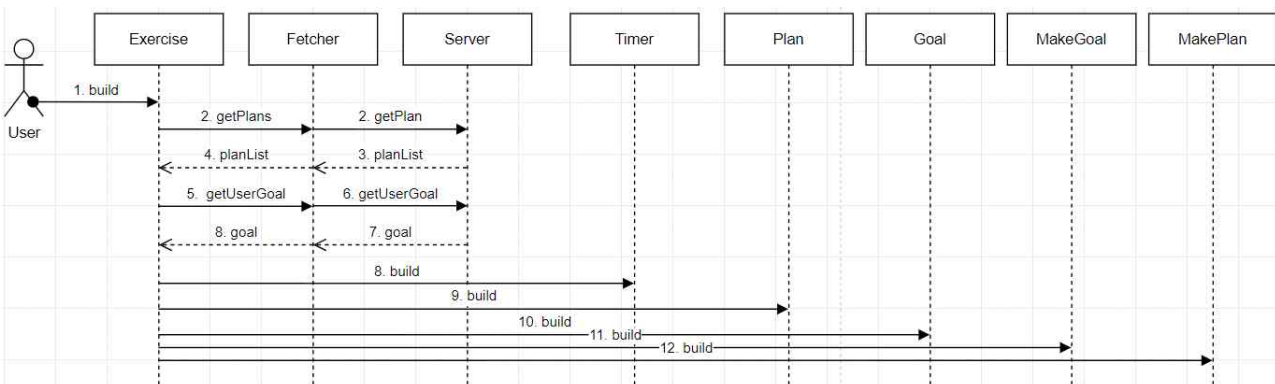 Exercise
Fetcher
Server
Timer
Plan
Goal
MakeGoal
MakePlan
User
1. build
2. getPlans
2. getPlan
4. planList
3. planList
5. getUserGoal
6. getUserGoal
8. goal
7. goal
8. build
9. build
10. build
11. build
12. build